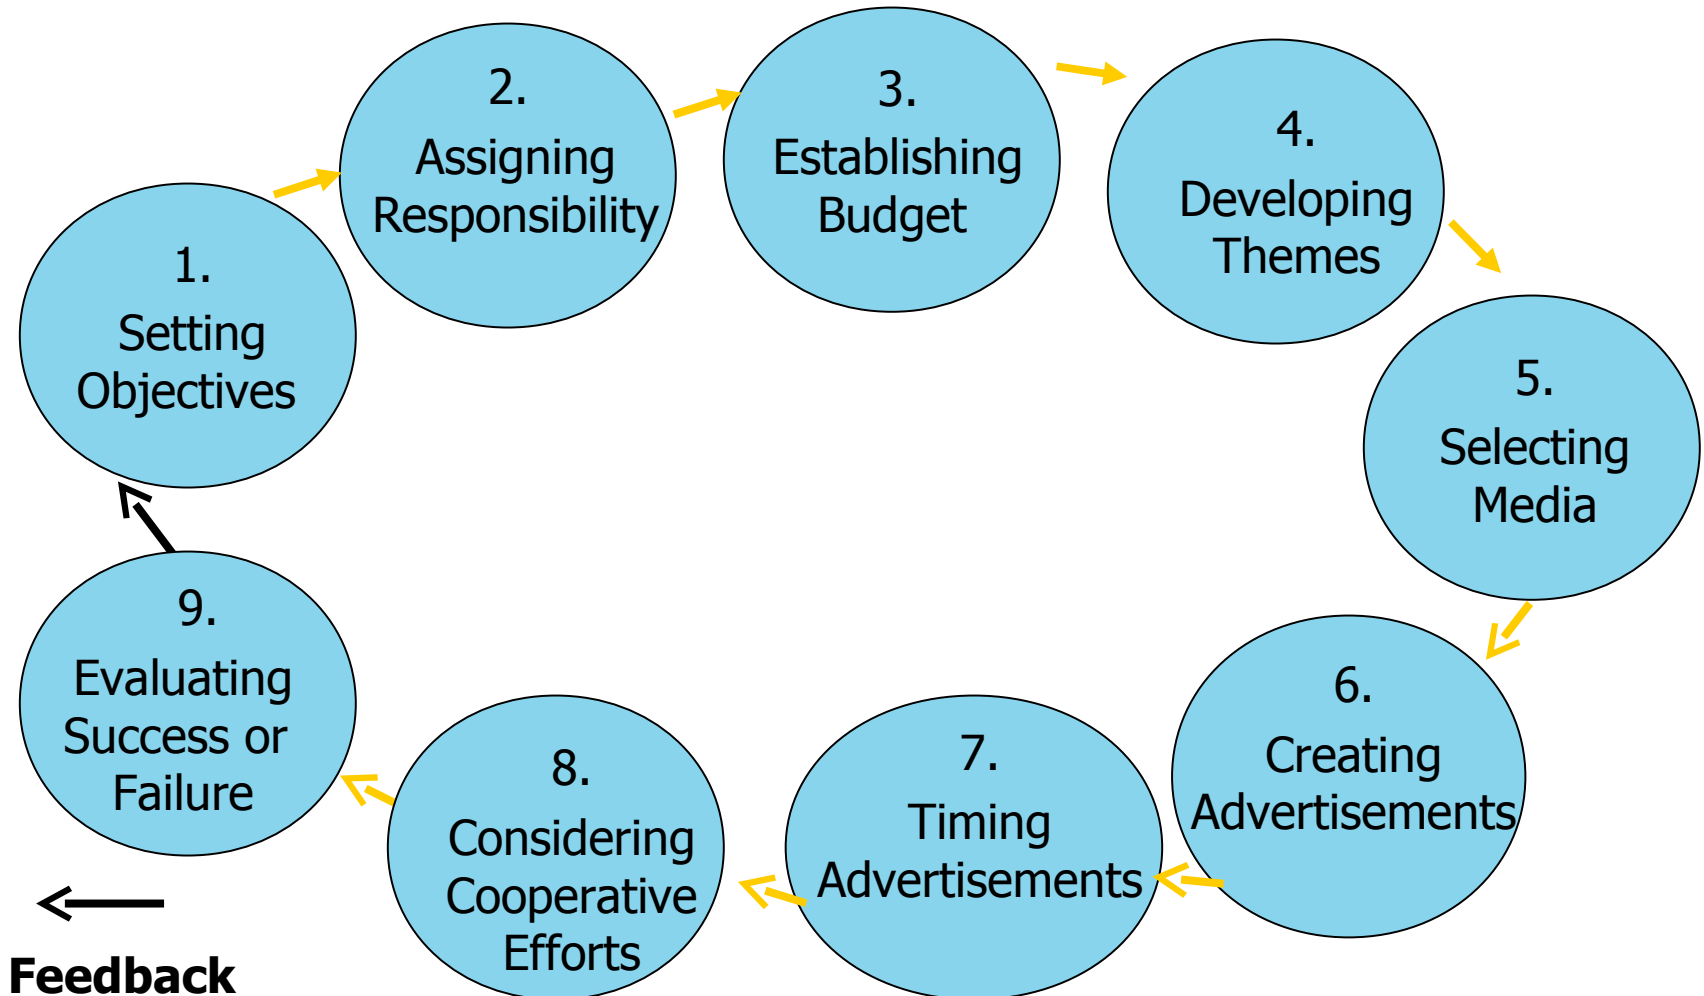 1.
Setting
Objectives
2.
Assigning
Responsibility
3.
Establishing
Budget
4.
Developing
Themes
5.
Selecting
Media
6.
Creating
Advertisements
7.
Timing
Advertisements
8.
Considering
Cooperative
Efforts
9.
Evaluating
Success or
Failure
Feedback